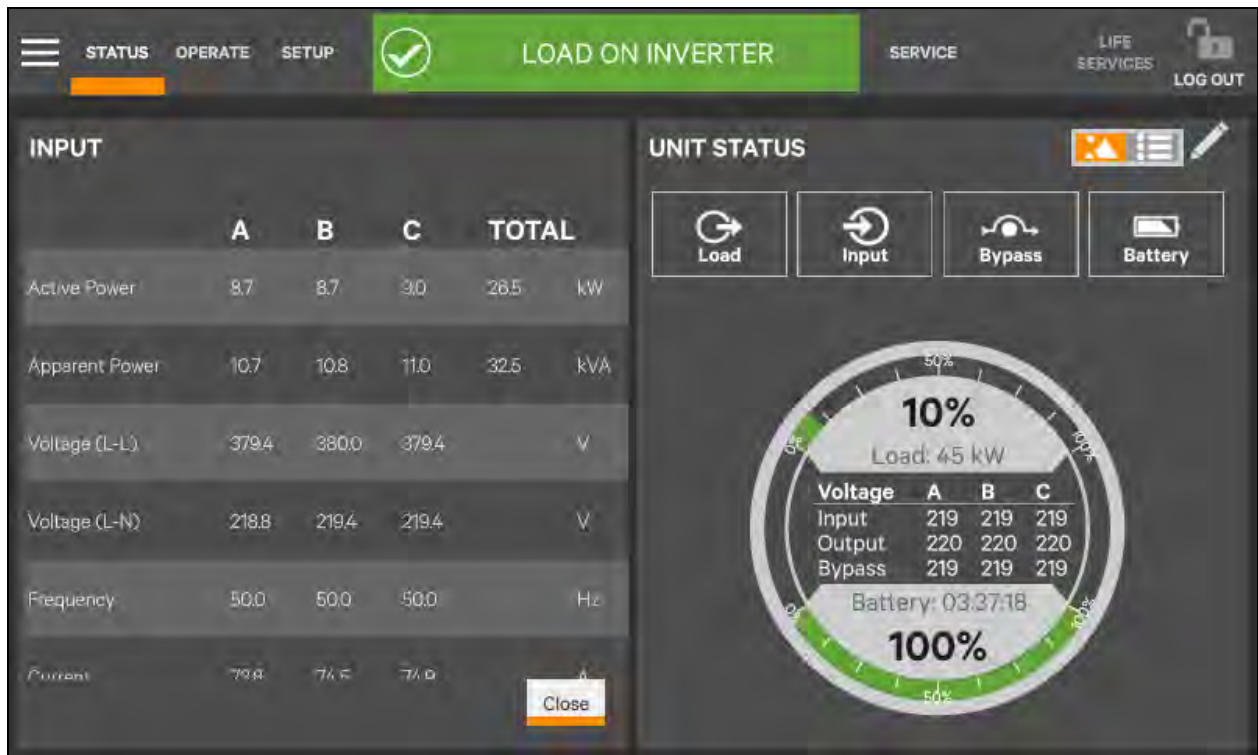 STATUS OPERATE SETUP LOAD ON INVERTER SERVICE LIFE SERVICES LOG OUT
INPUT
A B C TOTAL
Active Power 8.7 8.7 9.0 26.5 kW
Apparent Power 10.7 10.8 11.0 32.5 kVA
Voltage (L-L) 379.4 380.0 379.4 V
Voltage (L-N) 218.8 219.4 219.4 V
Frequency 50.0 50.0 50.0 Hz
Current 74.9 A
Close
UNIT STATUS
Load Input Bypass Battery
50%
0% 100%
10%
Load: 45 kW
Voltage A B C
Input 219 219 219
Output 220 220 220
Bypass 219 219 219
Battery: 03:37:18
100%
0% 100%
50%